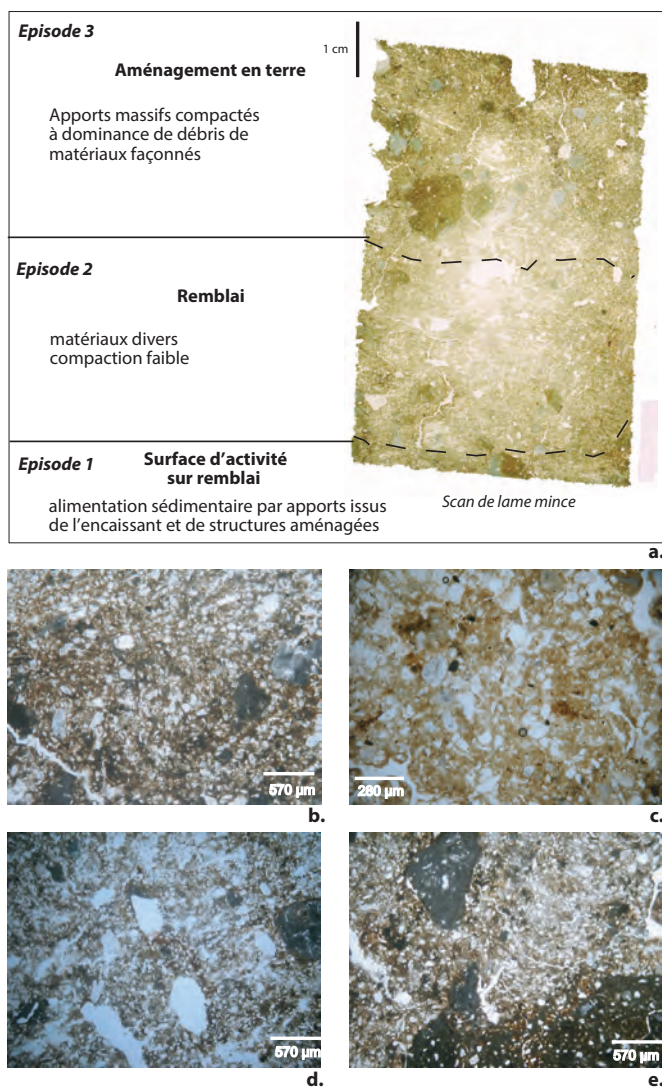 Episode 3
1 cm
Aménagement en terre
Apports massifs compactés
à dominance de débris de
matériaux façonnés
Episode 2
Remblai
matériaux divers
compaction faible
Episode 1
Surface d’activité
sur remblai
alimentation sédimentaire par apports issus
de l’encaissant et de structures aménagées
Scan de lame mince
a.
570 µm
b.
280 µm
c.
570 µm
d.
570 µm
e.